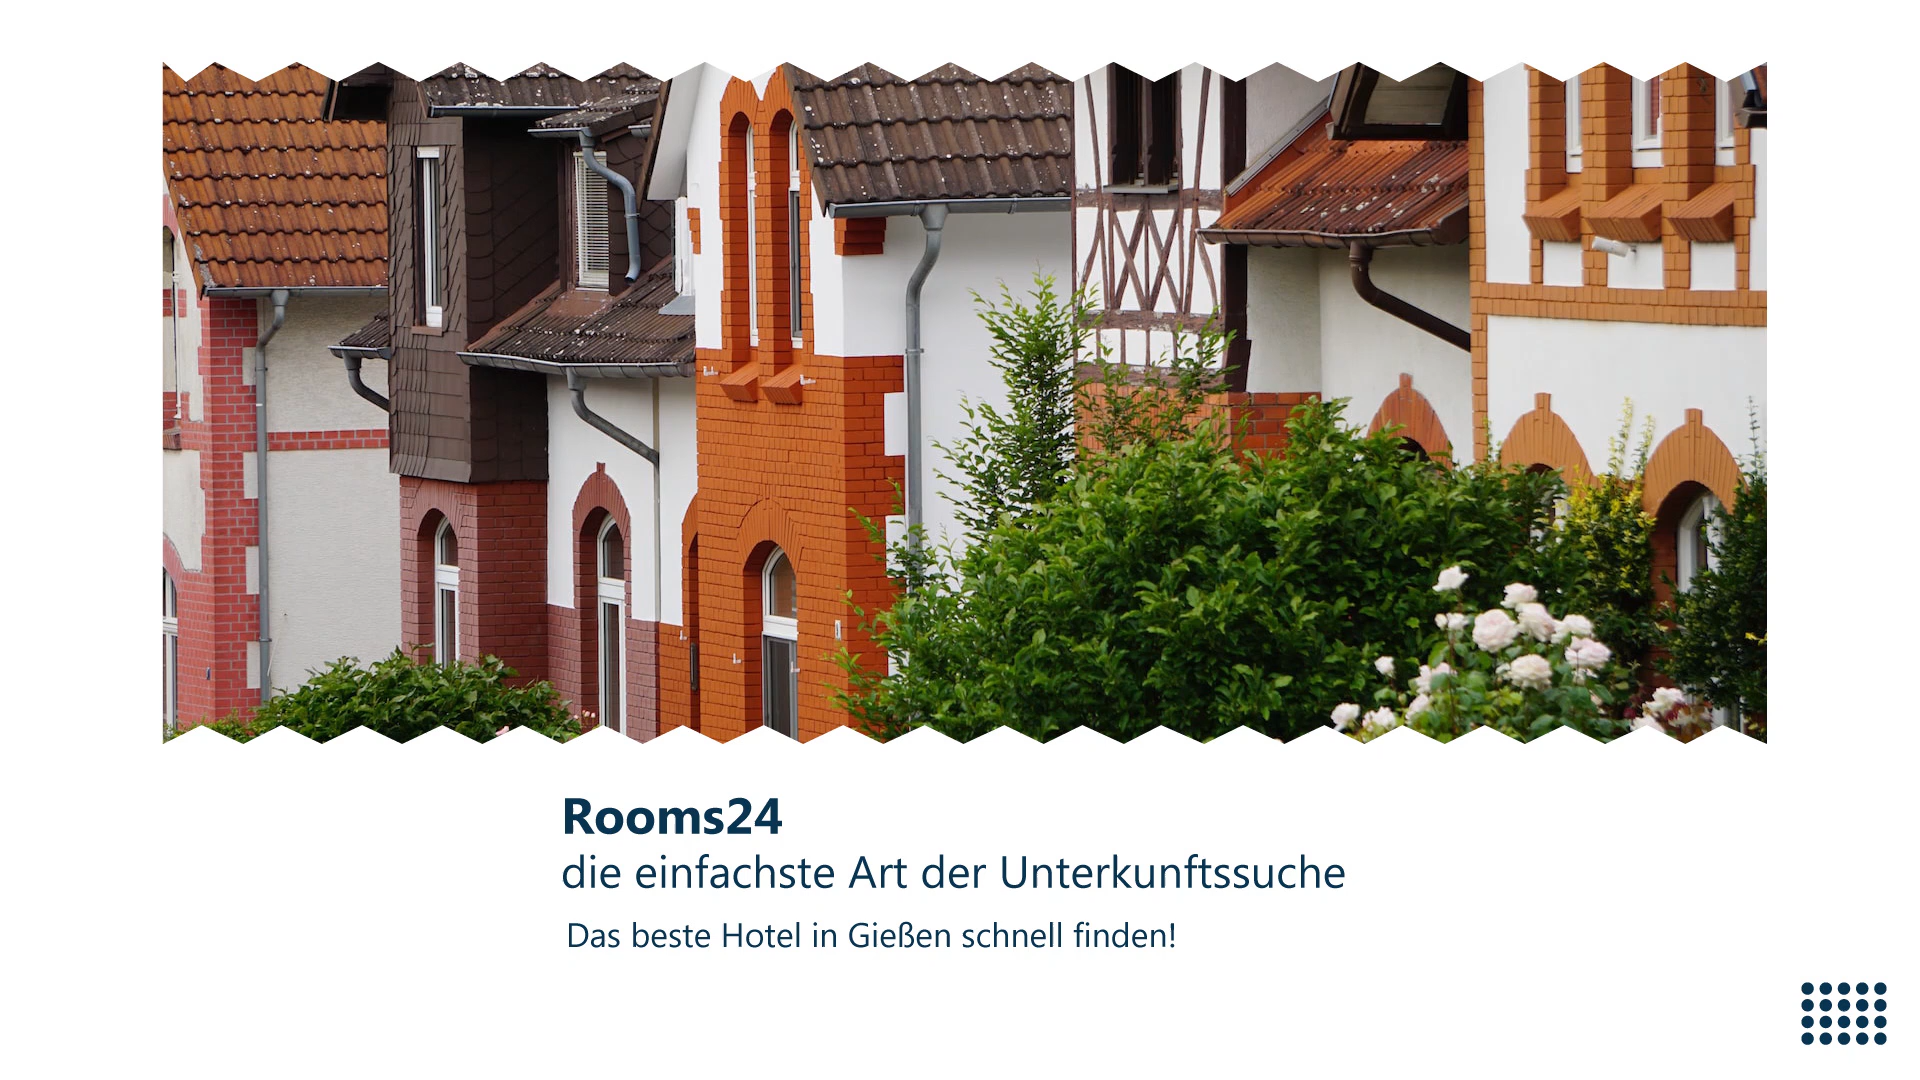 Rooms24
die einfachste Art der Unterkunftssuche
Das beste Hotel in Gießen schnell finden!